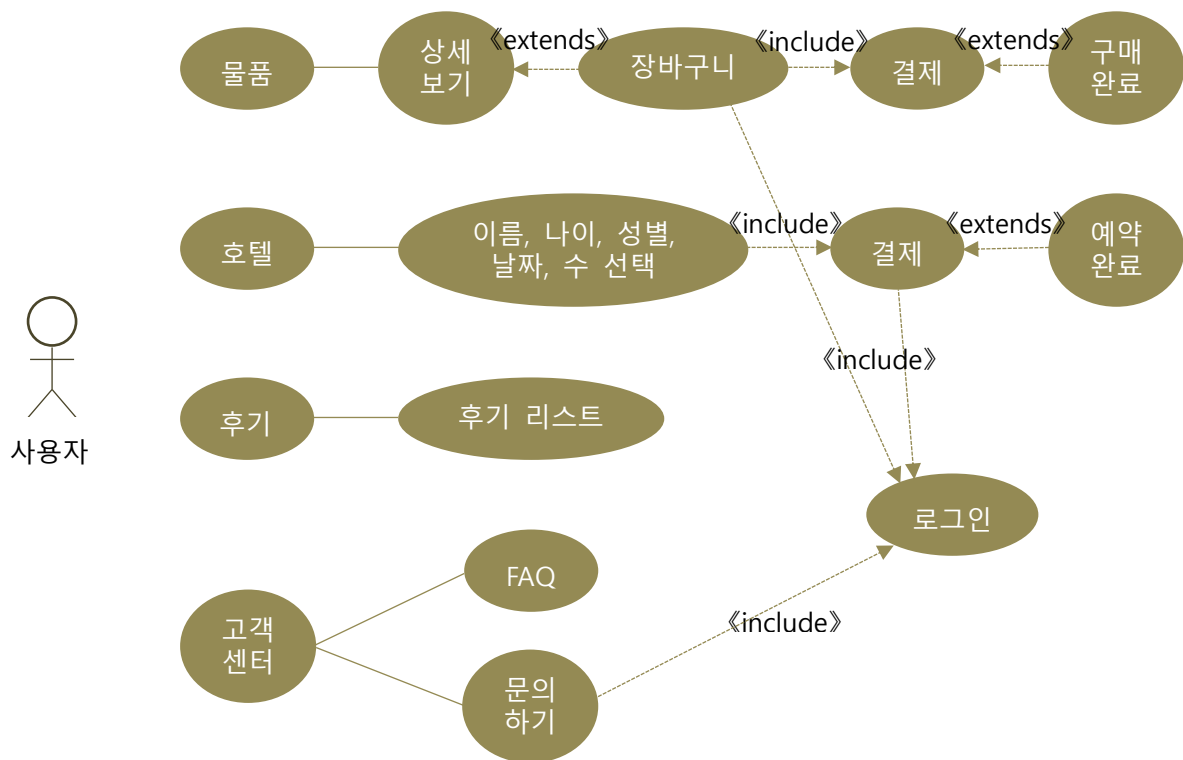 물품
상세
보기
《extends》
장바구니
《include》
결제
《extends》
구매
완료
호텔
이름, 나이, 성별,
날짜, 수 선택
《include》
결제
《extends》
예약
완료
《include》
사용자
후기
후기 리스트
로그인
FAQ
고객
센터
《include》
문의
하기